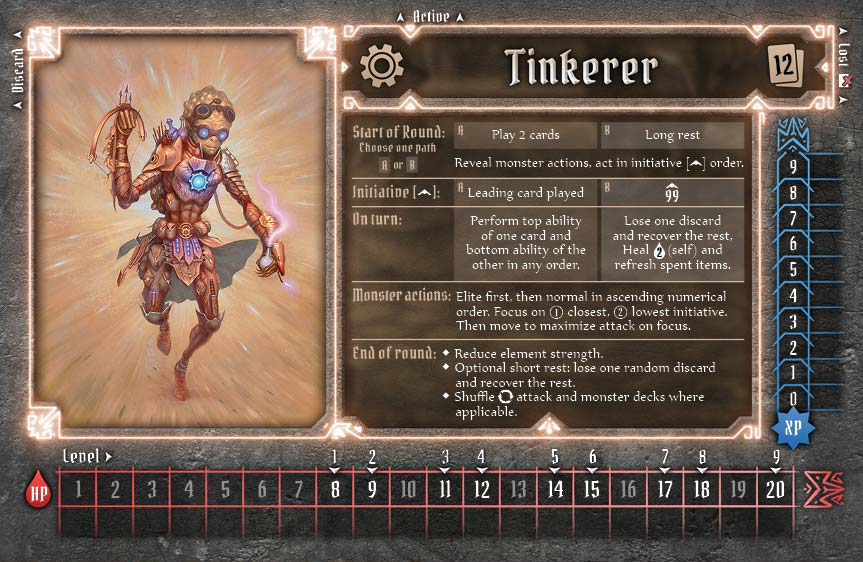 Active
Discard
Lost
Tinkerer
12
Start of Round:
Choose one path
A or B
A Play 2 cards
B Long rest
Reveal monster actions, act in initiative [ ] order.
Initiative [ ]:
A Leading card played
B 99
On turn:
Perform top ability
of one card and
bottom ability of the
other in any order.
Lose one discard
and recover the rest.
Heal 2 (self) and
refresh spent items.
Monster actions:
Elite first, then normal in ascending numerical
order. Focus on ① closest, ② lowest initiative.
Then move to maximize attack on focus.
End of round:
◆ Reduce element strength.
◆ Optional short rest: lose one random discard
and recover the rest.
◆ Shuffle attack and monster decks where
applicable.
9
8
7
6
5
4
3
2
1
0
XP
Level 1 2 3 4 5 6 7 8 9
HP 1 2 3 4 5 6 7 8 9 10 11 12 13 14 15 16 17 18 19 20